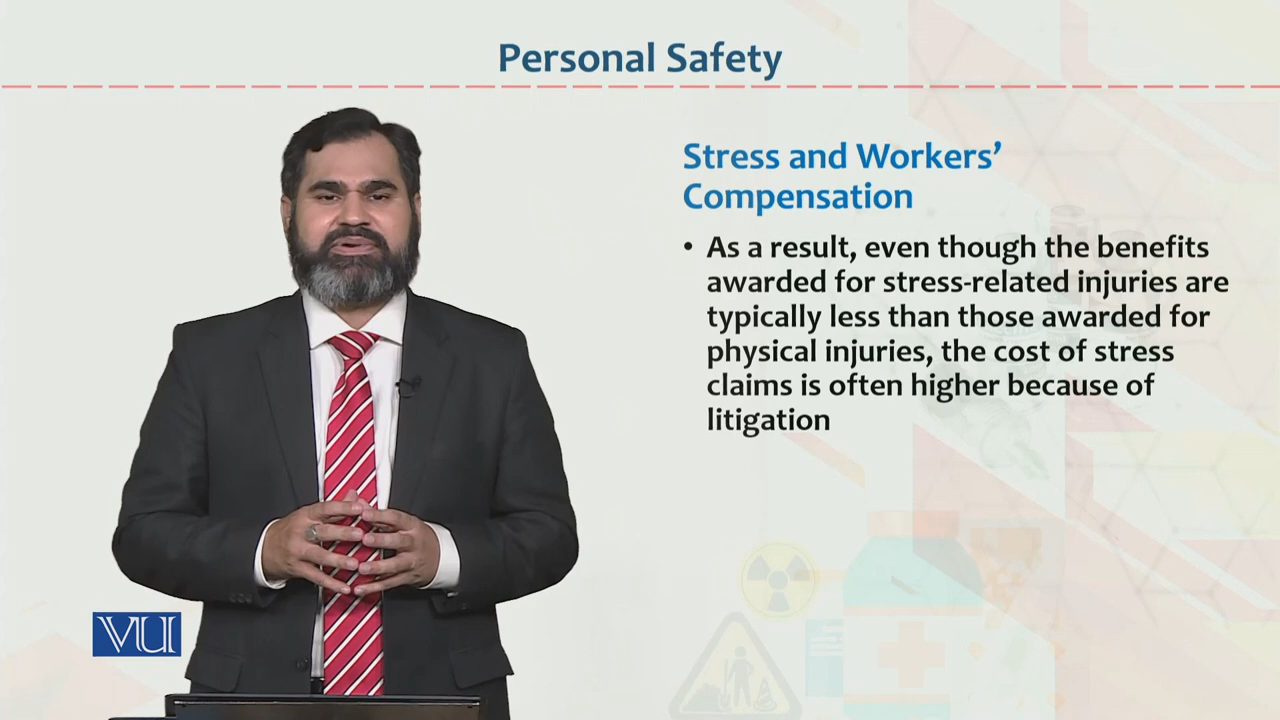 Personal Safety
Stress and Workers’
Compensation
• As a result, even though the benefits
awarded for stress-related injuries are
typically less than those awarded for
physical injuries, the cost of stress
claims is often higher because of
litigation
VU